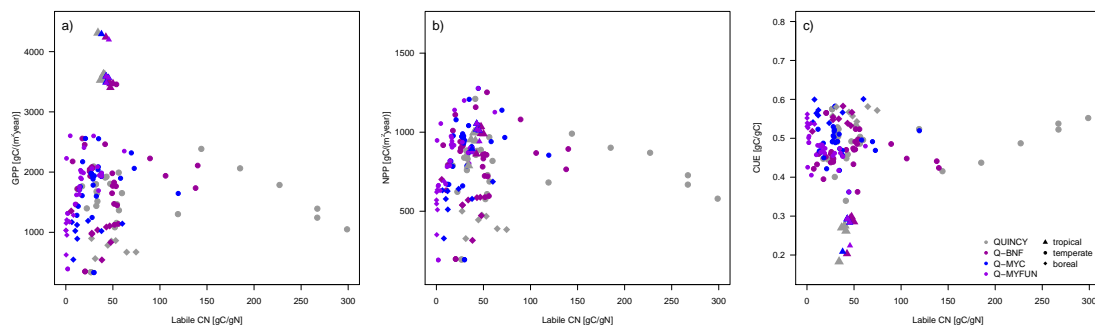 a)
GPP [gC/(m²year)]
4000
3000
2000
1000
0 50 100 150 200 250 300
Labile CN [gC/gN]
b)
NPP [gC/(m²year)]
1500
1000
500
0 50 100 150 200 250 300
Labile CN [gC/gN]
c)
CUE [gC/gC]
0.8
0.7
0.6
0.5
0.4
0.3
0.2
QUINCY tropical
Q−BNF temperate
Q−MYC boreal
Q−MYFUN
0 50 100 150 200 250 300
Labile CN [gC/gN]